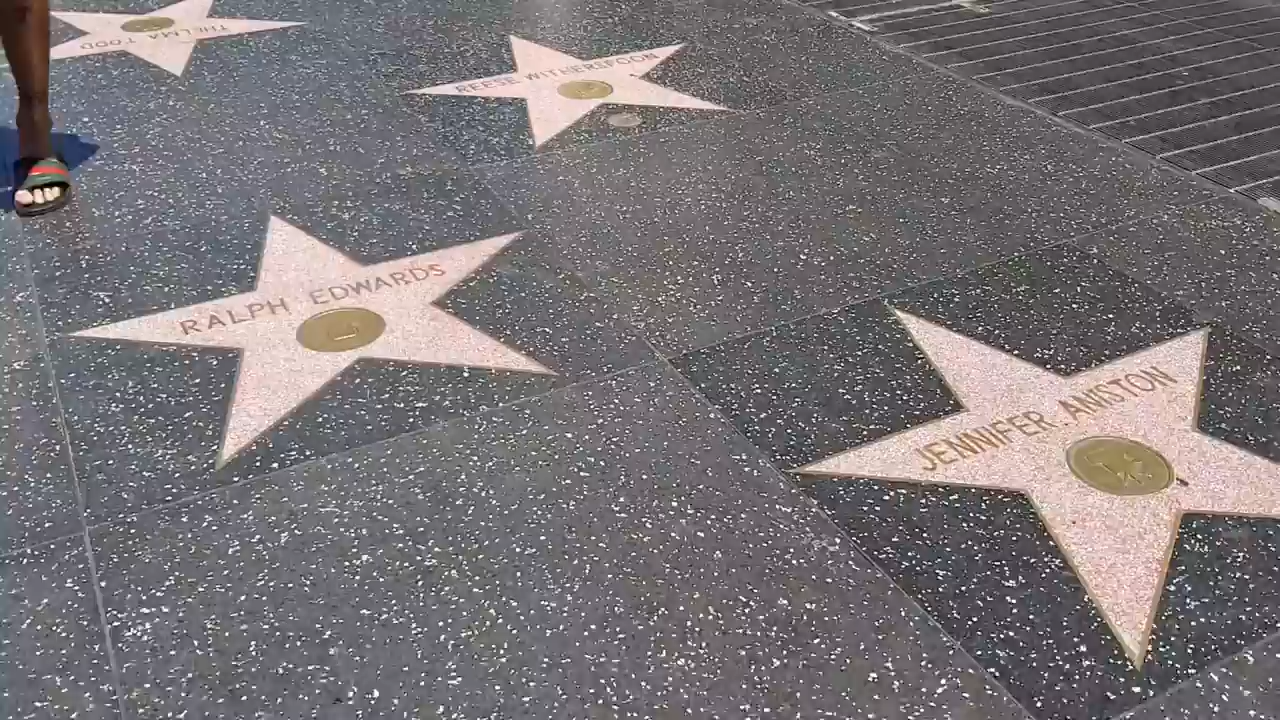 THELMA TODD
REESE WITHERSPOON
RALPH EDWARDS
JENNIFER ANISTON